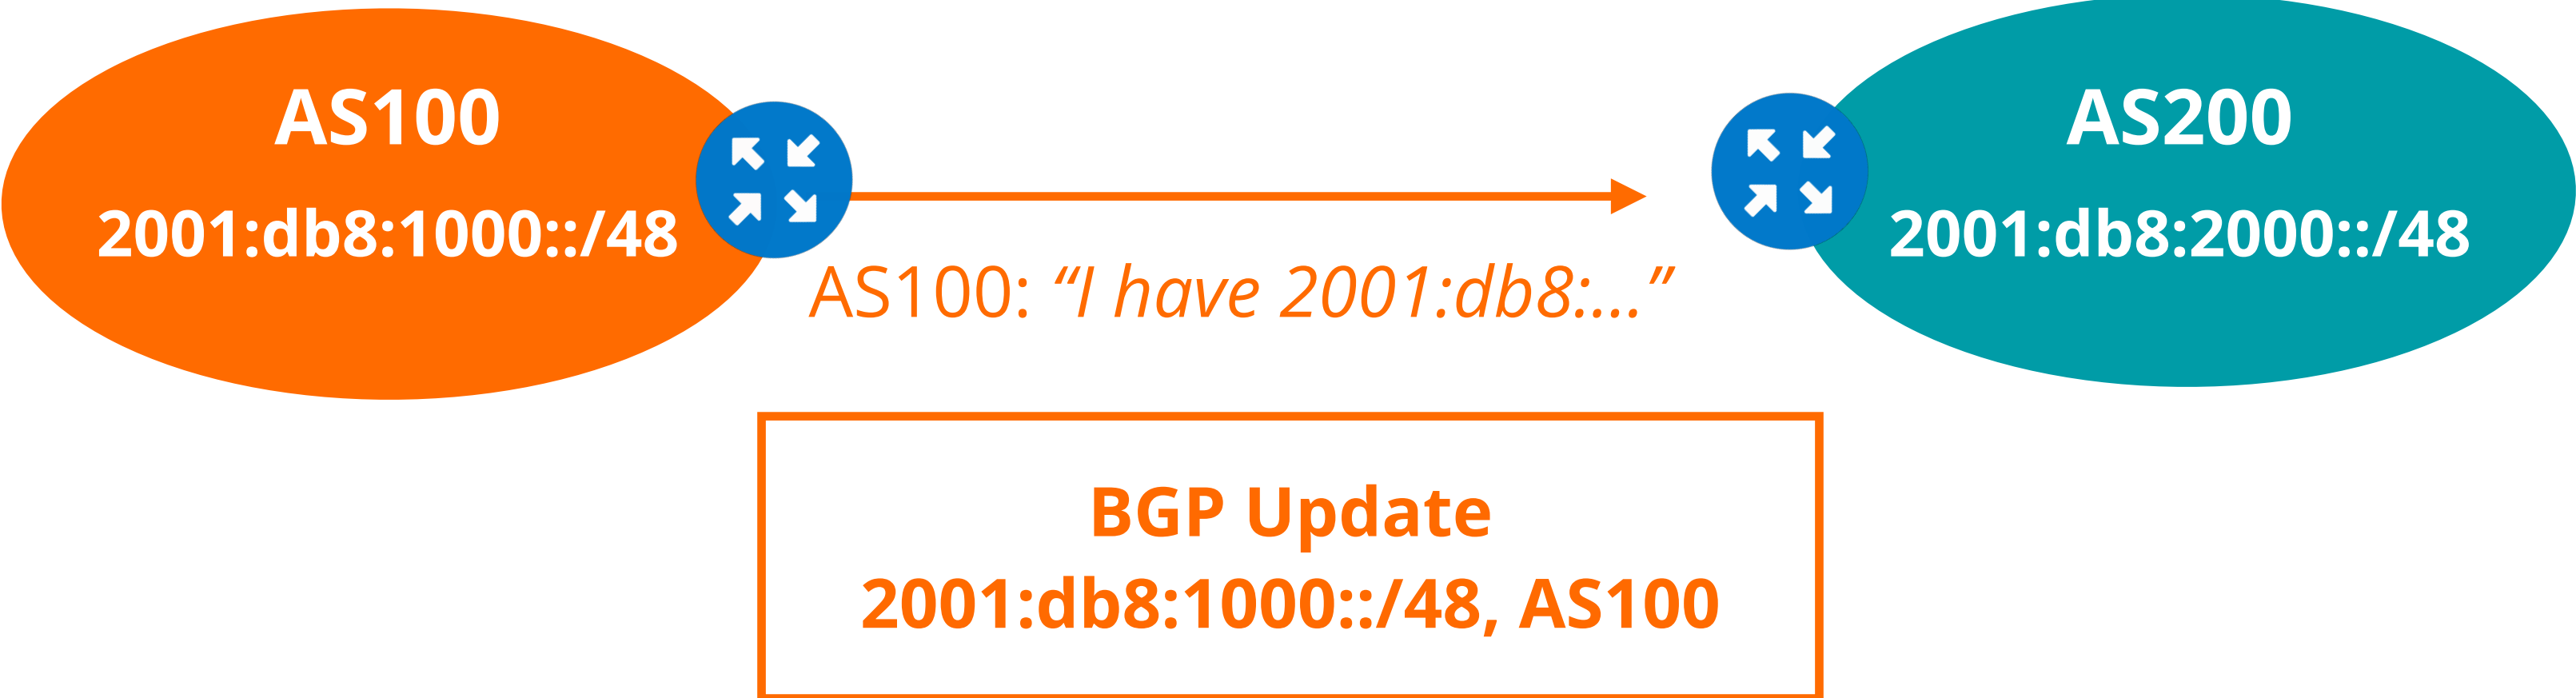 AS100
2001:db8:1000::/48
AS200
2001:db8:2000::/48
AS100: “I have 2001:db8:...”
BGP Update
2001:db8:1000::/48, AS100